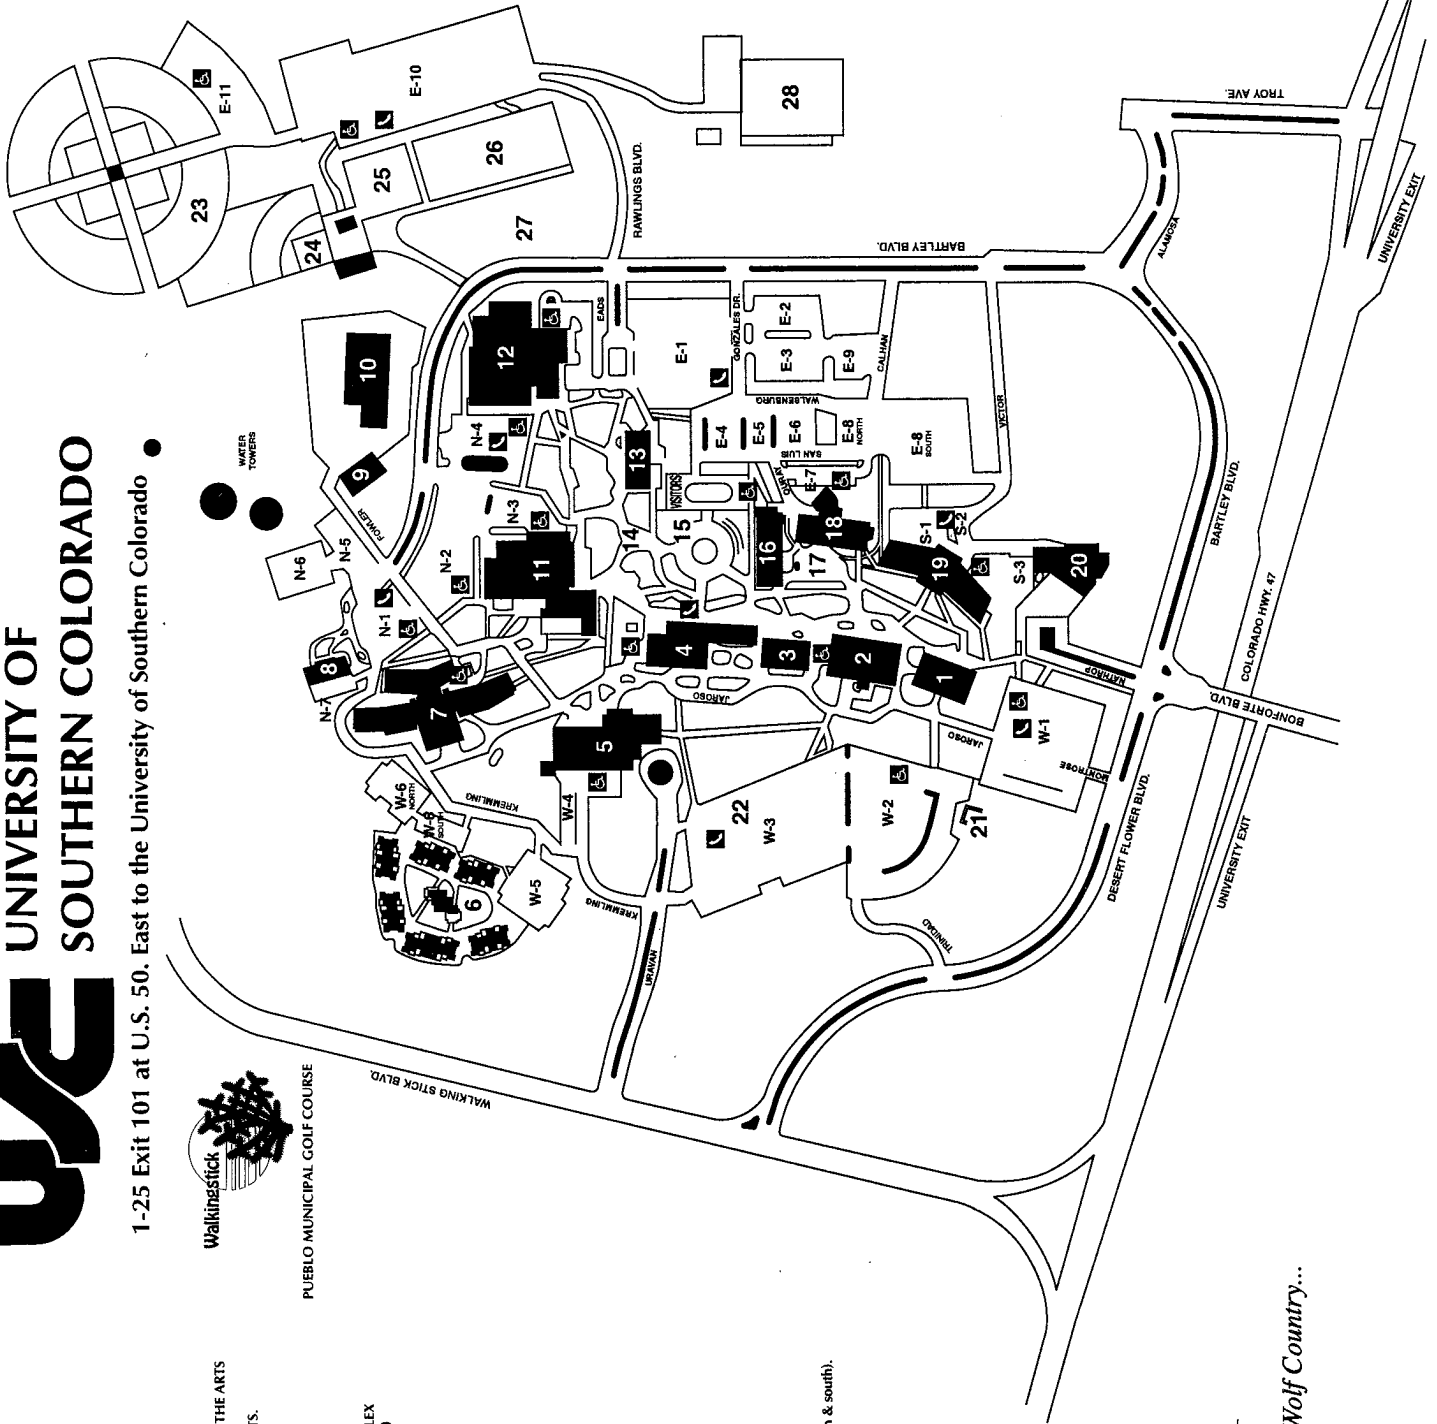 USC
UNIVERSITY OF
SOUTHERN COLORADO
1-25 Exit 101 at U.S. 50. East to the University of Southern Colorado
Walkingstick
PUEBLO MUNICIPAL GOLF COURSE
THE ARTS
TS.
LEX
)
n & south).
Wolf Country...
WATER
TOWERS
E-11
E-10
23
24
25
26
27
28
RAWLINGS BLVD.
TROY AVE.
BARTLEY BLVD.
ALAMOSA
UNIVERSITY EXIT
10
9
FOWLER
12
EADS
E-1
GONZALES DR.
E-2
E-3
E-9
CALHAN
WALSENBURG
VICTOR
N-4
13
VISITORS
E-4
E-5
E-6
E-8
NORTH
E-8
SOUTH
SAN LUIS
OURAY
E-7
N-6
N-5
N-3
N-2
N-1
11
14
15
16
17
18
S-1
S-2
19
S-3
20
BARTLEY BLVD.
8
N-7
7
4
3
2
1
JAROSO
NATHROP
COLORADO HWY. 47
BONFORTE BLVD.
5
W-6
NORTH
W-6
SOUTH
KREMMLING
W-4
W-5
6
KREMMLING
22
W-3
W-2
21
JAROSO
W-1
MONTROSE
DESERT FLOWER BLVD.
UNIVERSITY EXIT
URAVAN
TRINIDAD
WALKING STICK BLVD.